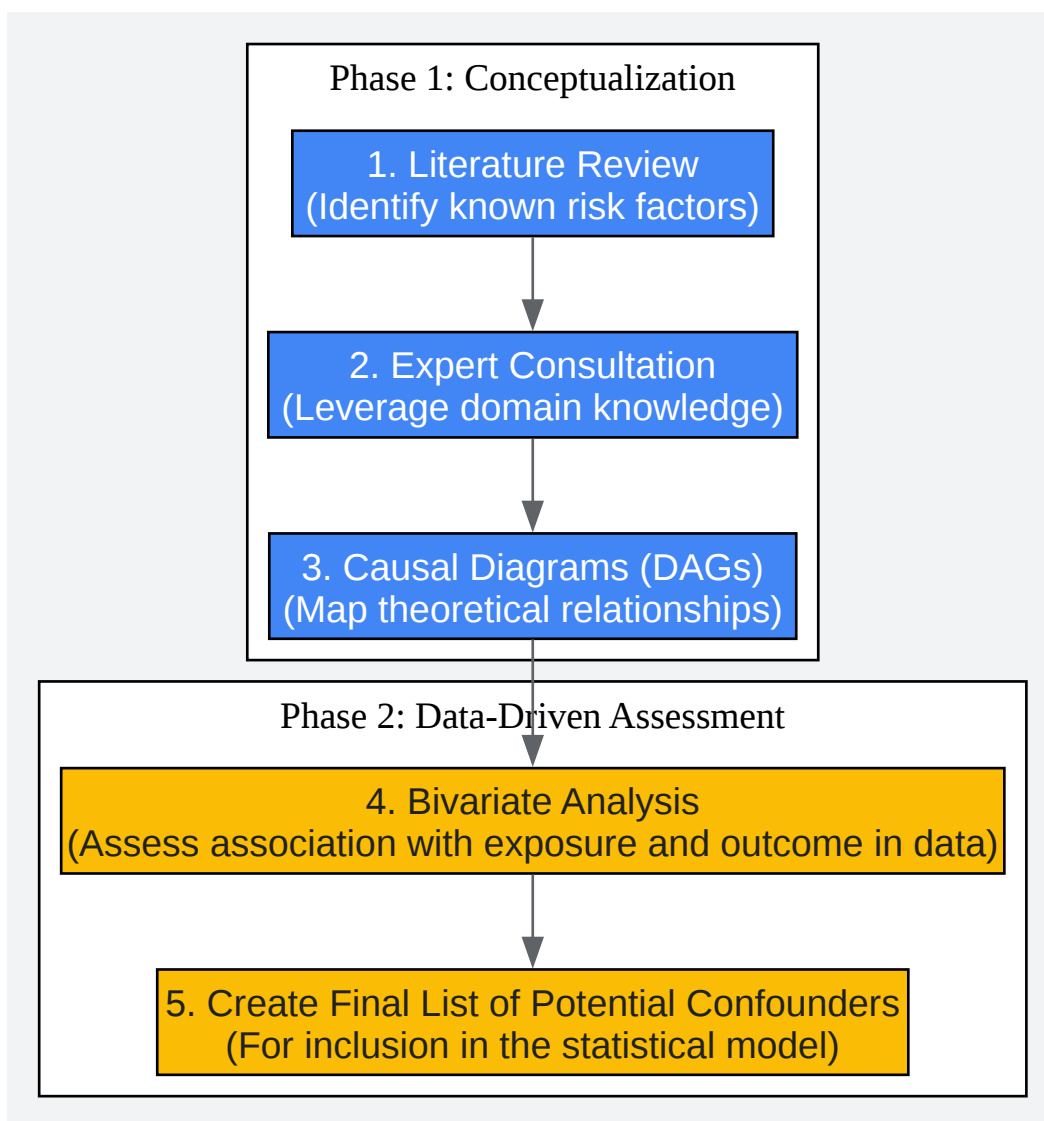 Phase 1: Conceptualization
1. Literature Review
(Identify known risk factors)
2. Expert Consultation
(Leverage domain knowledge)
3. Causal Diagrams (DAGs)
(Map theoretical relationships)
Phase 2: Data-Driven Assessment
4. Bivariate Analysis
(Assess association with exposure and outcome in data)
5. Create Final List of Potential Confounders
(For inclusion in the statistical model)